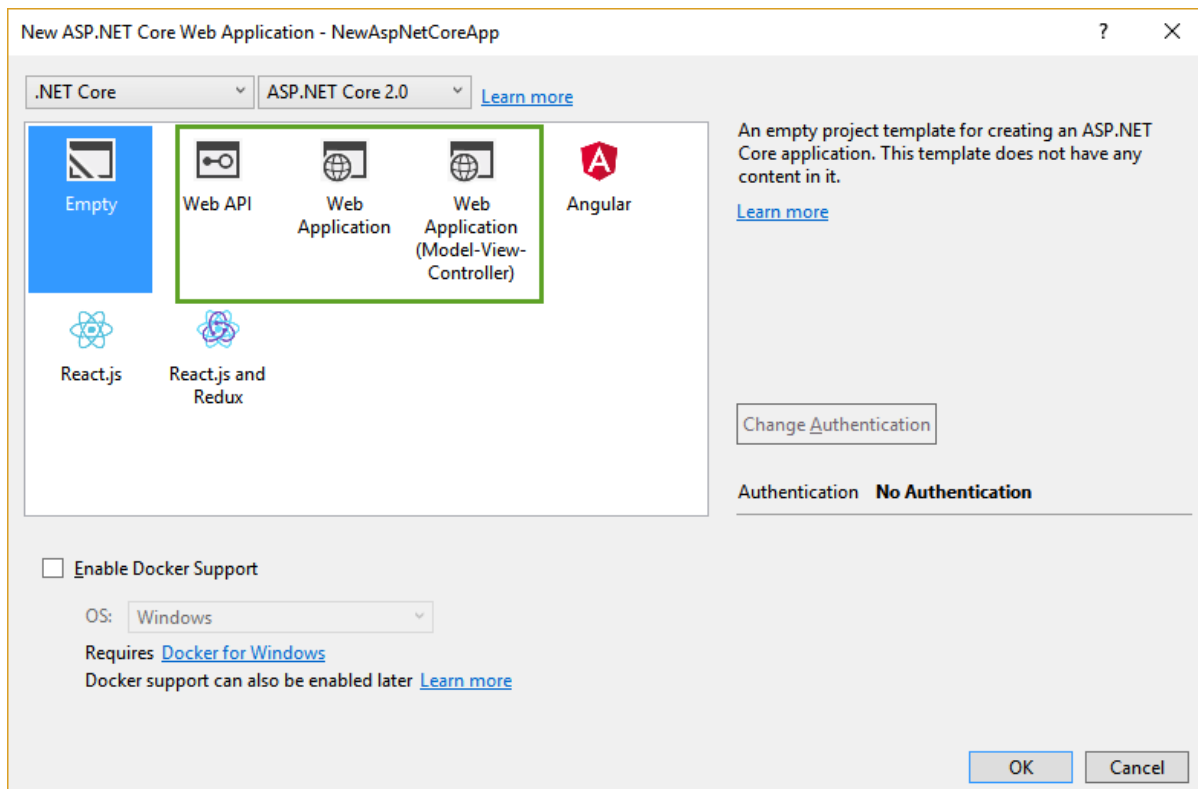 New ASP.NET Core Web Application - NewAspNetCoreApp
?
.NET Core
ASP.NET Core 2.0
Learn more
Empty
Web API
Web
Application
Web
Application
(Model-View-
Controller)
Angular
React.js
React.js and
Redux
An empty project template for creating an ASP.NET
Core application. This template does not have any
content in it.
Learn more
Change Authentication
Authentication No Authentication
Enable Docker Support
OS: Windows
Requires Docker for Windows
Docker support can also be enabled later Learn more
OK
Cancel